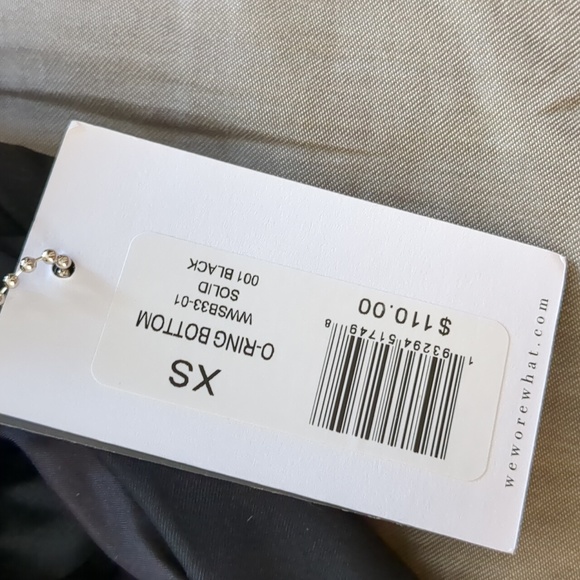 XS
O-RING BOTTOM
WWSB33-01
SOLID
001 BLACK
1 93294 51749 8
$110.00
weworewhat.com